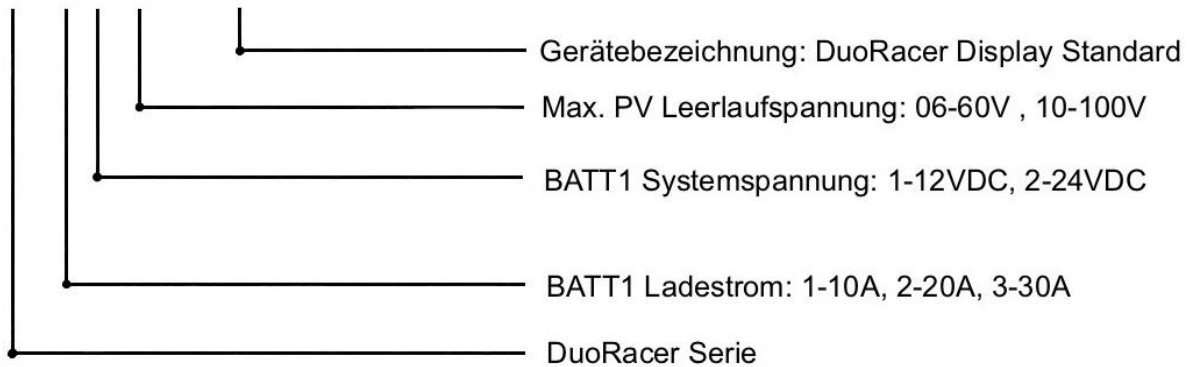 Gerätebezeichnung: DuoRacer Display Standard
Max. PV Leerlaufspannung: 06-60V , 10-100V
BATT1 Systemspannung: 1-12VDC, 2-24VDC
BATT1 Ladestrom: 1-10A, 2-20A, 3-30A
DuoRacer Serie